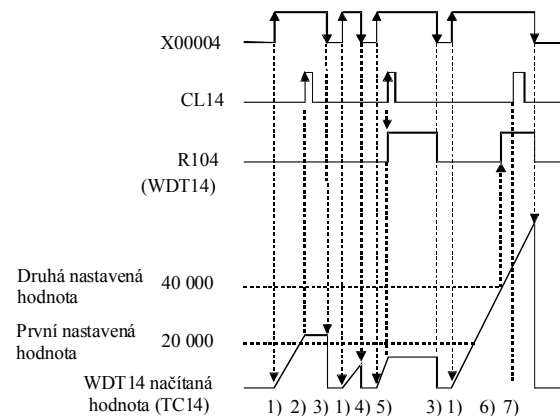 X00004
CL14
R104
(WDT14)
Druhá nastavená
hodnota
40 000
První nastavená
hodnota
20 000
WDT14 načítaná
hodnota (TC14)
1) 2) 3) 1) 4) 5) 3) 1) 6) 7)